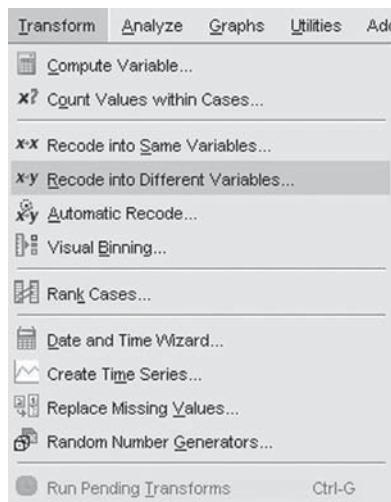 Transform Analyze Graphs Utilities
Compute Variable...
x? Count Values within Cases...
x·x Recode into Same Variables...
x·y Recode into Different Variables...
x·y Automatic Recode...
Visual Binning...
Rank Cases...
Date and Time Wizard...
Create Time Series...
Replace Missing Values...
Random Number Generators...
Run Pending Transforms Ctrl-G